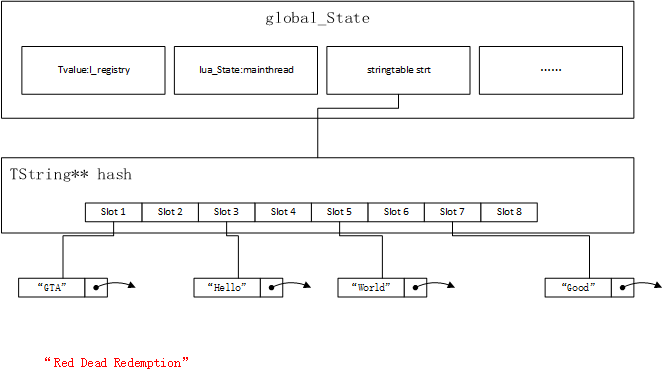 global_State
Tvalue:l_registry
lua_State:mainthread
stringtable strt
......
TString** hash
Slot 1
Slot 2
Slot 3
Slot 4
Slot 5
Slot 6
Slot 7
Slot 8
“GTA”
“Hello”
“World”
“Good”
“Red Dead Redemption”